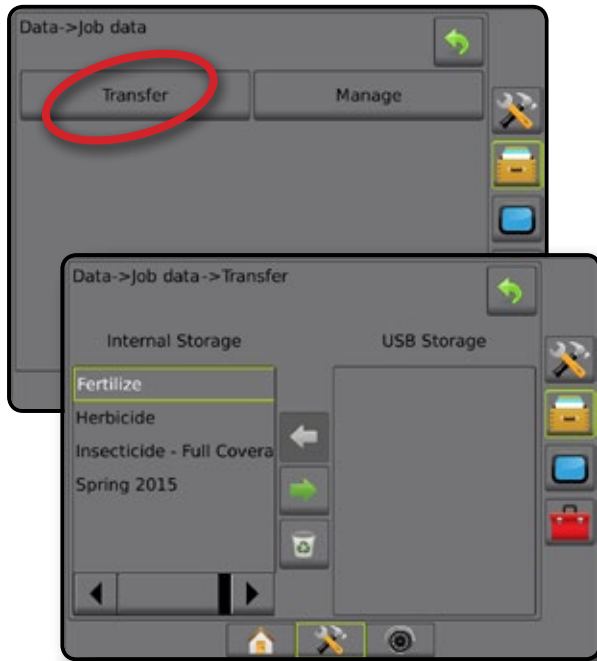 Data->Job data
Transfer
Manage
Data->Job data->Transfer
Internal Storage
USB Storage
Fertilize
Herbicide
Insecticide - Full Covera
Spring 2015